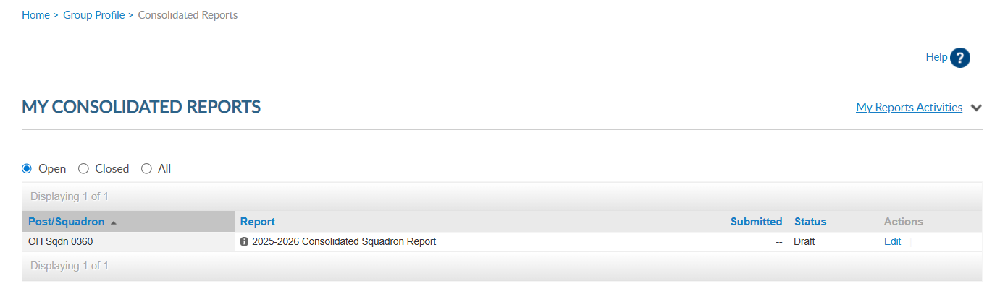 Home > Group Profile > Consolidated Reports
Help ?
MY CONSOLIDATED REPORTS
My Reports Activities
Open Closed All
Displaying 1 of 1
Post/Squadron Report Submitted Status Actions
OH Sqdn 0360 2025-2026 Consolidated Squadron Report -- Draft Edit
Displaying 1 of 1